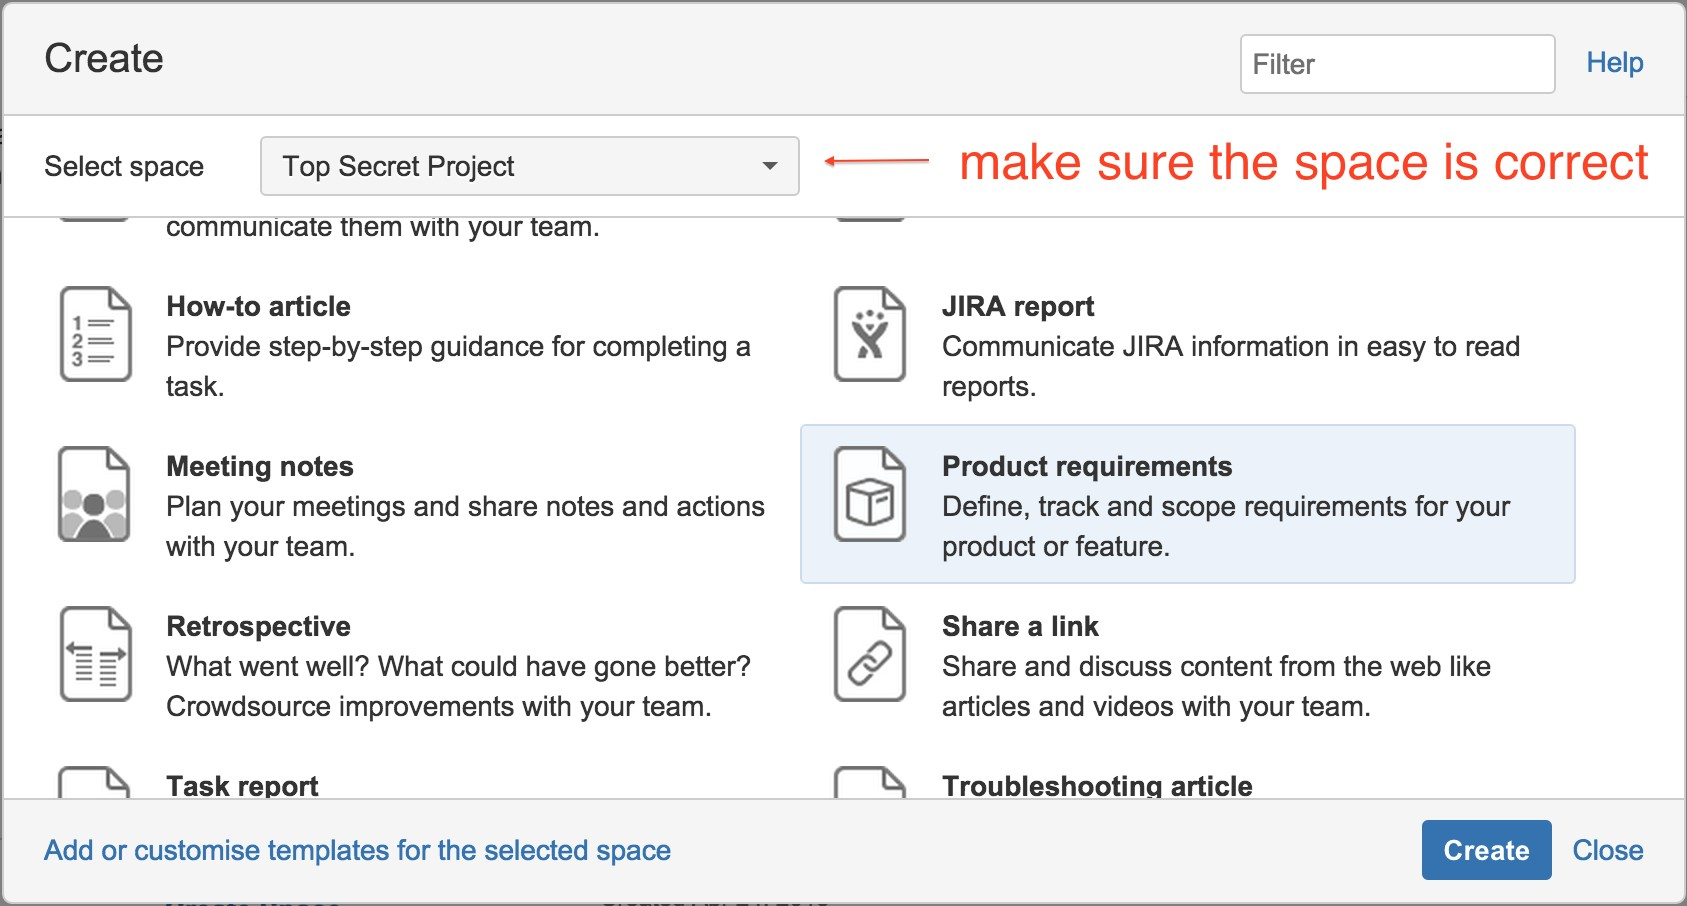 Create
Filter
Help
Select space
Top Secret Project
make sure the space is correct
communicate them with your team.
How-to article
Provide step-by-step guidance for completing a
task.
JIRA report
Communicate JIRA information in easy to read
reports.
Meeting notes
Plan your meetings and share notes and actions
with your team.
Product requirements
Define, track and scope requirements for your
product or feature.
Retrospective
What went well? What could have gone better?
Crowdsource improvements with your team.
Share a link
Share and discuss content from the web like
articles and videos with your team.
Task report
Troubleshooting article
Add or customise templates for the selected space
Create
Close